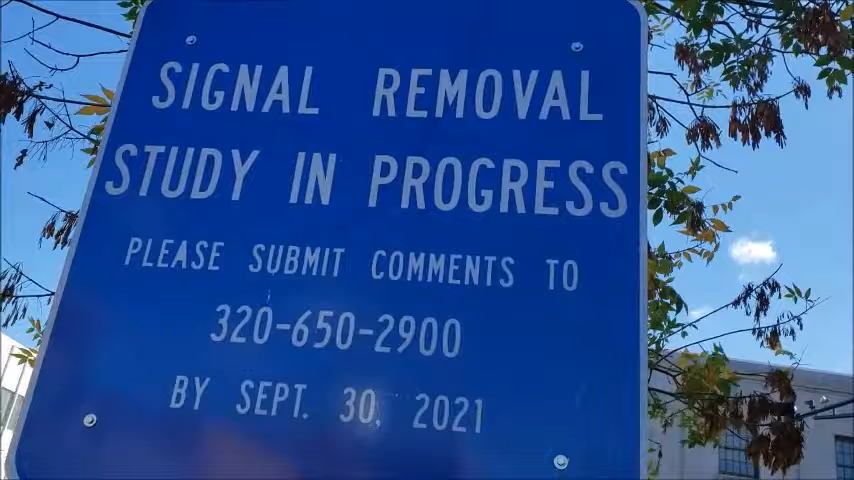 SIGNAL REMOVAL
STUDY IN PROGRESS
PLEASE SUBMIT COMMENTS TO
320-650-2900
BY SEPT. 30, 2021